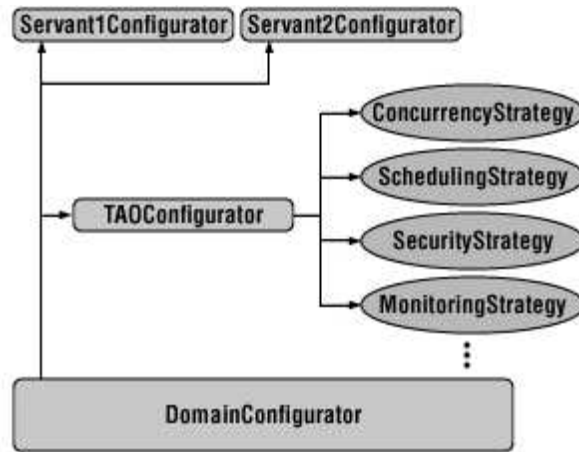 Servant1Configurator
Servant2Configurator
ConcurrencyStrategy
SchedulingStrategy
TAOConfigurator
SecurityStrategy
MonitoringStrategy
DomainConfigurator